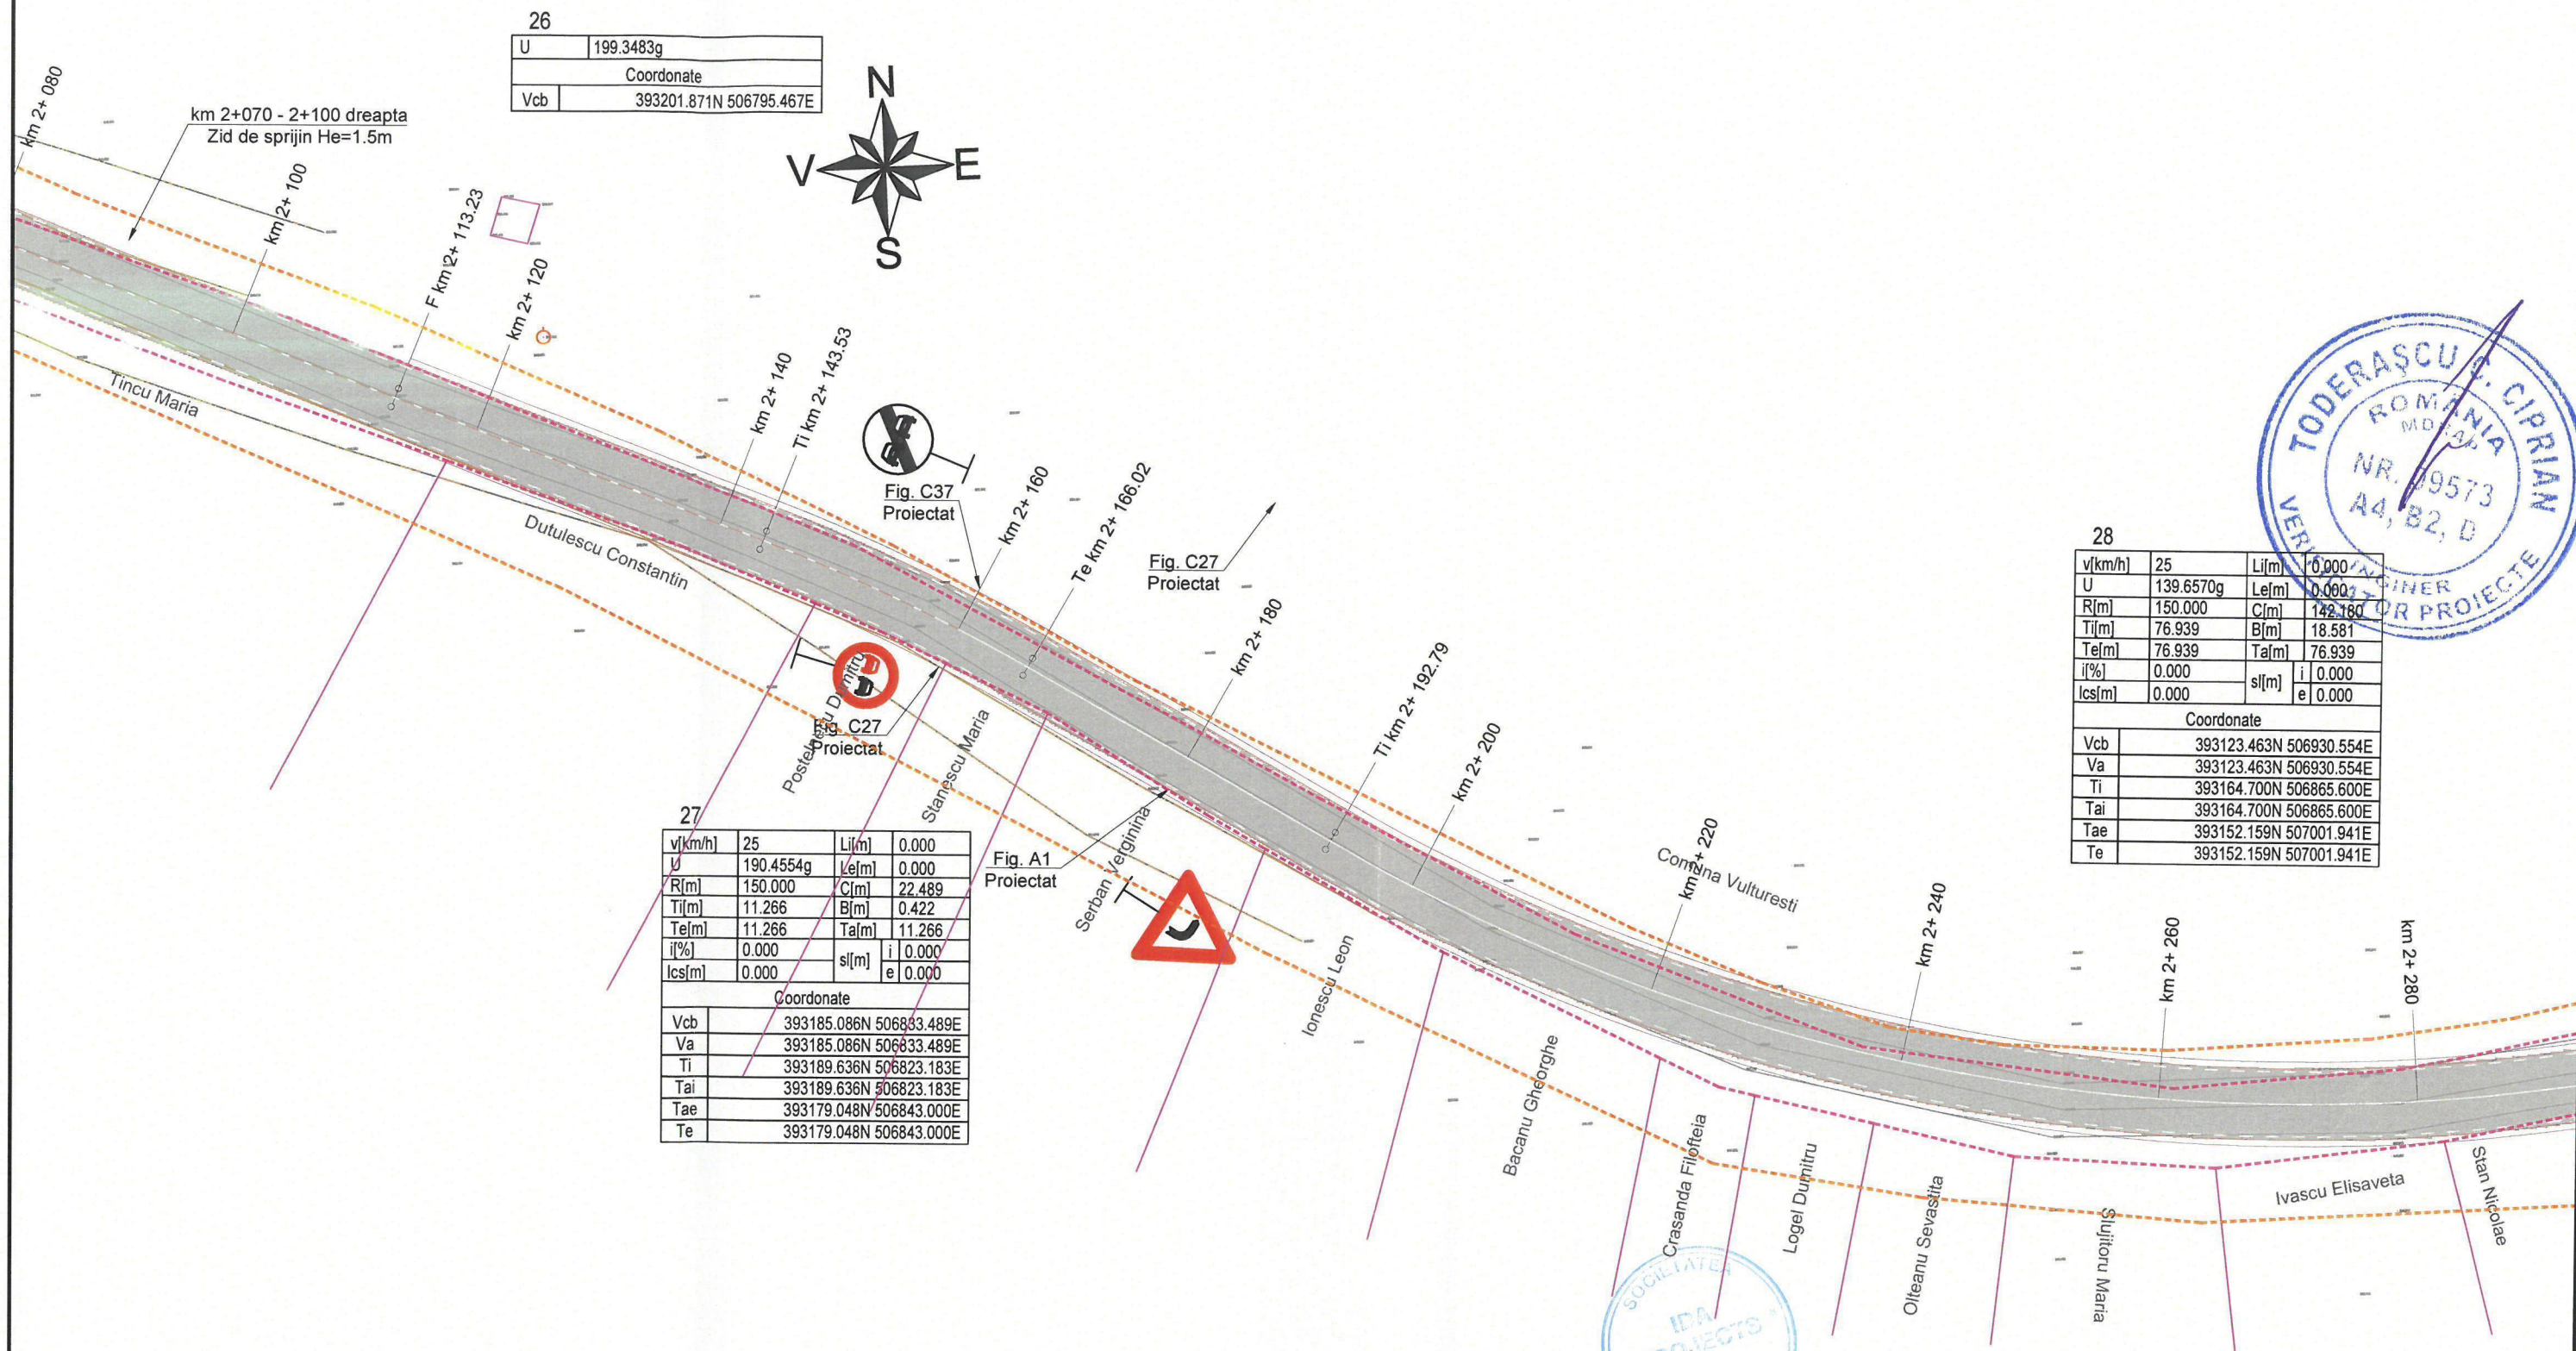 26
U 199.3483g
Coordonate
Vcb 393201.871N 506795.467E
km 2+ 080
km 2+070 - 2+100 dreapta
Zid de sprijin He=1.5m
km 2+ 100
F km 2+ 113.23
km 2+ 120
N
V E
S
km 2+ 140
Ti km 2+ 143.53
Fig. C37
Proiectat
km 2+ 160
Te km 2+ 166.02
Fig. C27
Proiectat
km 2+ 180
Ti km 2+ 192.79
km 2+ 200
km 2+ 220
Comuna Vulturesti
km 2+ 240
km 2+ 260
km 2+ 280
Tincu Maria
Dutulescu Constantin
Postelnicu Dumitru
Fig. C27
Proiectat
Stanescu Maria
Fig. A1
Proiectat
Serban Verginina
Ionescu Leon
Bacanu Gheorghe
Crasanda Filofteia
Logel Dumitru
Olteanu Sevastita
Slujitoru Maria
Ivascu Elisaveta
Stan Nicolae
27
v[km/h] 25 Li[m] 0.000
U 190.4554g Le[m] 0.000
R[m] 150.000 C[m] 22.489
Ti[m] 11.266 B[m] 0.422
Te[m] 11.266 Ta[m] 11.266
i[%] 0.000 sl[m] i 0.000
lcs[m] 0.000 e 0.000
Coordonate
Vcb 393185.086N 506833.489E
Va 393185.086N 506833.489E
Ti 393189.636N 506823.183E
Tai 393189.636N 506823.183E
Tae 393179.048N 506843.000E
Te 393179.048N 506843.000E
28
v[km/h] 25 Li[m] 0.000
U 139.6570g Le[m] 0.000
R[m] 150.000 C[m] 142.180
Ti[m] 76.939 B[m] 18.581
Te[m] 76.939 Ta[m] 76.939
i[%] 0.000 sl[m] i 0.000
lcs[m] 0.000 e 0.000
Coordonate
Vcb 393123.463N 506930.554E
Va 393123.463N 506930.554E
Ti 393164.700N 506865.600E
Tai 393164.700N 506865.600E
Tae 393152.159N 507001.941E
Te 393152.159N 507001.941E
TODERAȘCU C. CIPRIAN
ROMÂNIA
NR. 09573
A4, B2, D
INGINER
VERIFICATOR PROIECTE
SOCIETATEA
IDA
PROJECTS